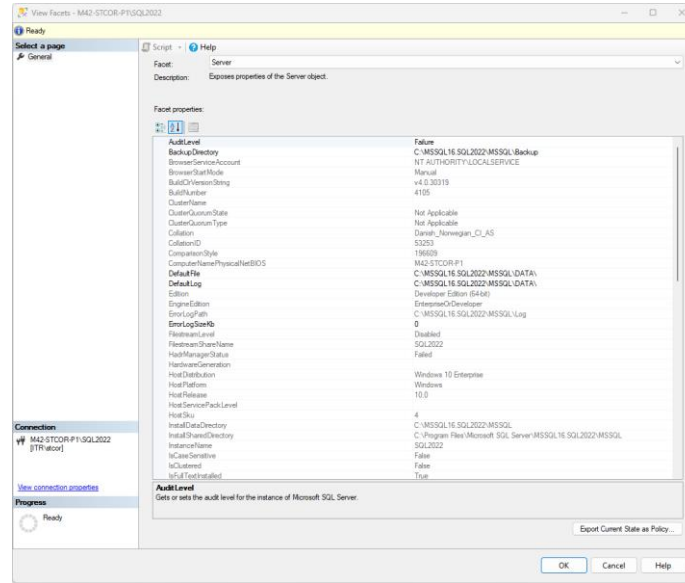 View Facets - M42-STCOR-P1\SQL2022
Ready
Select a page
General
Script Help
Facet: Server
Description: Exposes properties of the Server object.
Facet properties:
AuditLevel Failure
BackupDirectory C:\MSSQL16.SQL2022\MSSQL\Backup
BrowserServiceAccount NT AUTHORITY\LOCALSERVICE
BrowserStartMode Manual
BuildClrVersionString v4.0.30319
BuildNumber 4105
ClusterName
ClusterQuorumState Not Applicable
ClusterQuorumType Not Applicable
Collation Danish_Norwegian_CI_AS
CollationID 53253
ComparisonStyle 196609
ComputerNamePhysicalNetBIOS M42-STCOR-P1
DefaultFile C:\MSSQL16.SQL2022\MSSQL\DATA\
DefaultLog C:\MSSQL16.SQL2022\MSSQL\DATA\
Edition Developer Edition (64-bit)
EngineEdition EnterpriseOrDeveloper
ErrorLogPath C:\MSSQL16.SQL2022\MSSQL\Log
ErrorLogSizeKb 0
FilestreamLevel Disabled
FilestreamShareName SQL2022
HadrManagerStatus Failed
HardwareGeneration
HostDistribution Windows 10 Enterprise
HostPlatform Windows
HostRelease 10.0
HostServicePackLevel
HostSku 4
InstallDataDirectory C:\MSSQL16.SQL2022\MSSQL
InstallSharedDirectory C:\Program Files\Microsoft SQL Server\MSSQL16.SQL2022\MSSQL
InstanceName SQL2022
IsCaseSensitive False
IsClustered False
IsFullTextInstalled True
AuditLevel
Gets or sets the audit level for the instance of Microsoft SQL Server.
Connection
M42-STCOR-P1\SQL2022
[ITR\stcor]
View connection properties
Progress
Ready
Export Current State as Policy...
OK Cancel Help